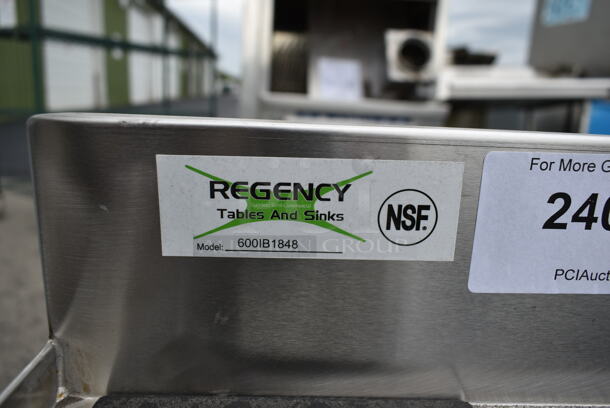 REGENCY
Tables And Sinks
Model: 600IB1848
NSF.
For More G
240
PCIAuct